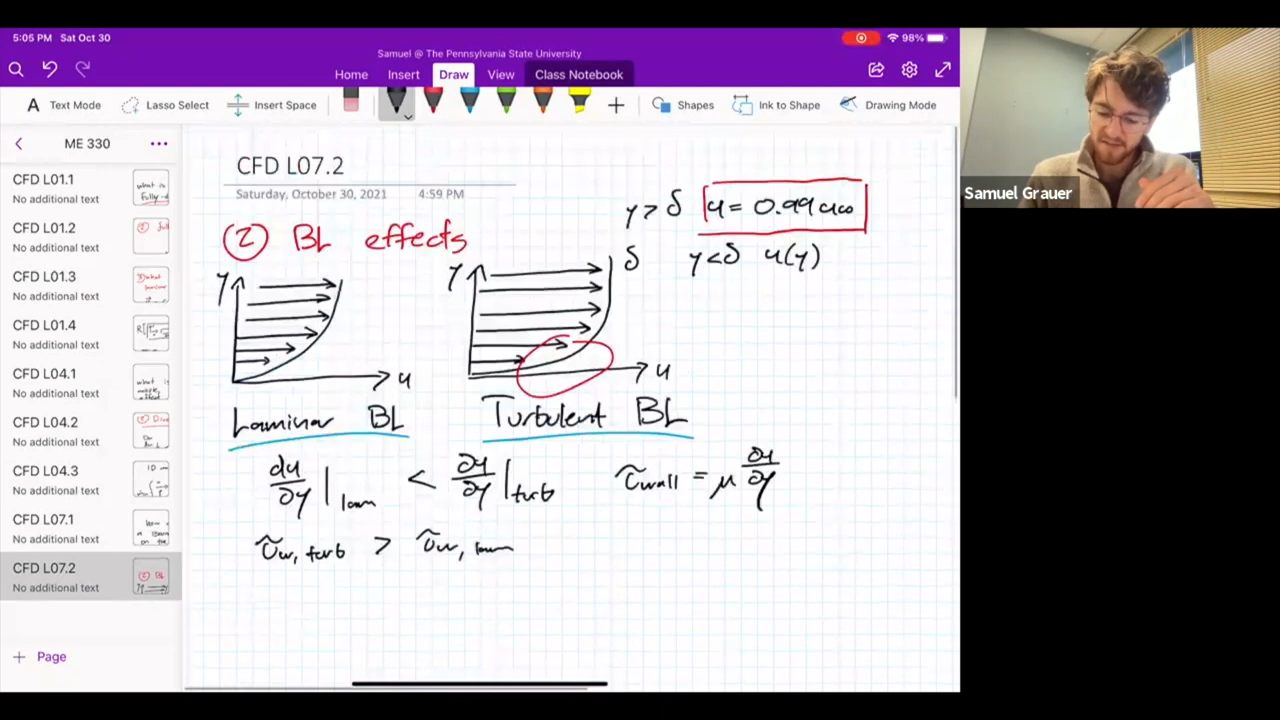 5:05 PM Sat Oct 30
98%
Samuel @ The Pennsylvania State University
Home Insert Draw View Class Notebook
A Text Mode Lasso Select Insert Space Shapes Ink to Shape Drawing Mode
ME 330
CFD L01.1
No additional text
CFD L01.2
No additional text
CFD L01.3
No additional text
CFD L01.4
No additional text
CFD L04.1
No additional text
CFD L04.2
No additional text
CFD L04.3
No additional text
CFD L07.1
No additional text
CFD L07.2
No additional text
+ Page
CFD L07.2
Saturday, October 30, 2021 4:59 PM
y > δ u = 0.99 u∞
② BL effects
δ y < δ u(y)
y u
y u
Laminar BL
Turbulent BL
du/∂y |lam < ∂u/∂y |turb τwall = μ ∂u/∂y
τw, turb > τw, lam
Samuel Grauer